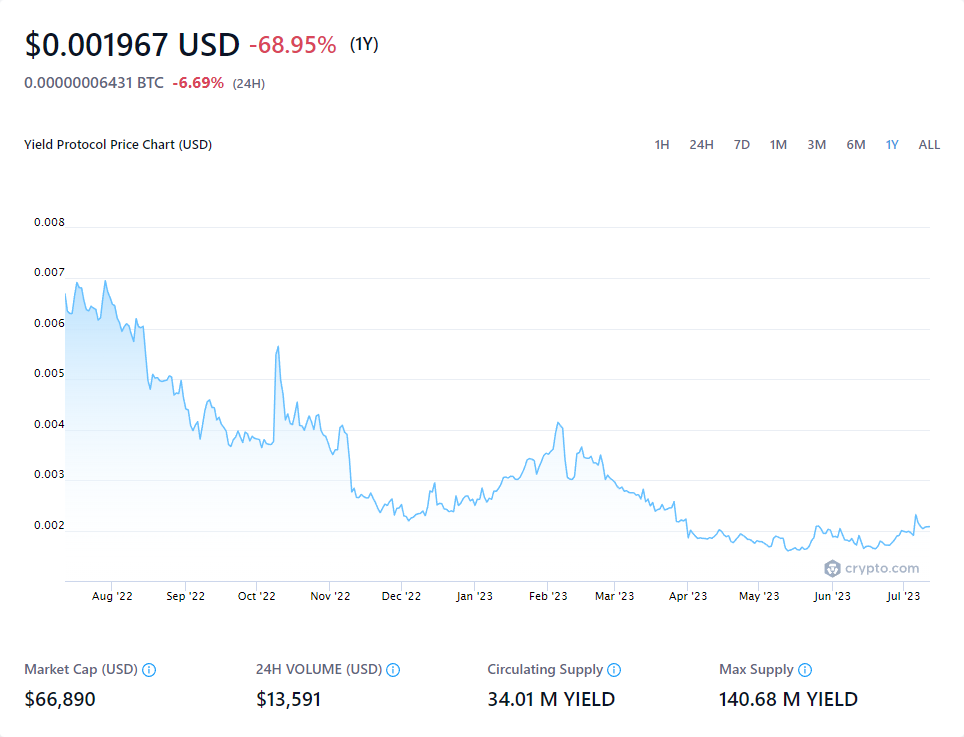 $0.001967 USD -68.95% (1Y)
0.00000006431 BTC -6.69% (24H)
Yield Protocol Price Chart (USD) 1H 24H 7D 1M 3M 6M 1Y ALL
0.008
0.007
0.006
0.005
0.004
0.003
0.002
crypto.com
Aug '22 Sep '22 Oct '22 Nov '22 Dec '22 Jan '23 Feb '23 Mar '23 Apr '23 May '23 Jun '23 Jul '23
Market Cap (USD) 24H VOLUME (USD) Circulating Supply Max Supply
$66,890 $13,591 34.01 M YIELD 140.68 M YIELD